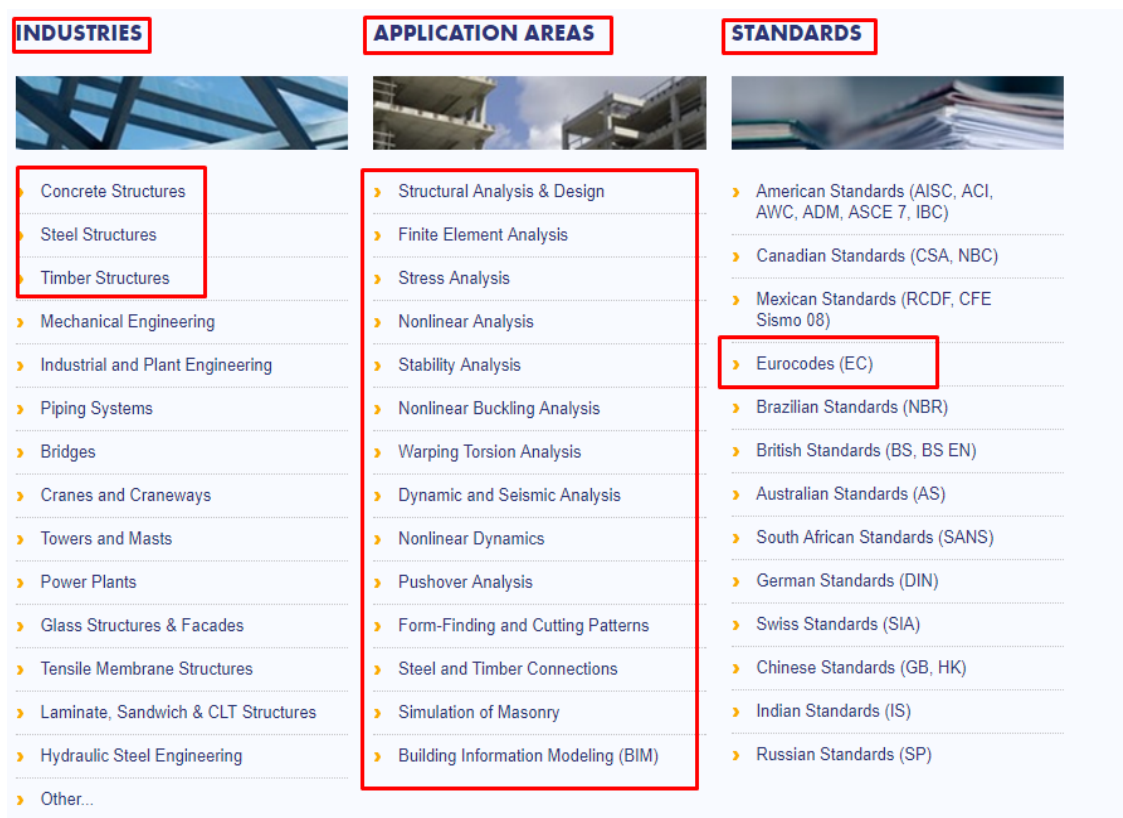 INDUSTRIES
Concrete Structures
Steel Structures
Timber Structures
Mechanical Engineering
Industrial and Plant Engineering
Piping Systems
Bridges
Cranes and Craneways
Towers and Masts
Power Plants
Glass Structures & Facades
Tensile Membrane Structures
Laminate, Sandwich & CLT Structures
Hydraulic Steel Engineering
Other...
APPLICATION AREAS
Structural Analysis & Design
Finite Element Analysis
Stress Analysis
Nonlinear Analysis
Stability Analysis
Nonlinear Buckling Analysis
Warping Torsion Analysis
Dynamic and Seismic Analysis
Nonlinear Dynamics
Pushover Analysis
Form-Finding and Cutting Patterns
Steel and Timber Connections
Simulation of Masonry
Building Information Modeling (BIM)
STANDARDS
American Standards (AISC, ACI,
AWC, ADM, ASCE 7, IBC)
Canadian Standards (CSA, NBC)
Mexican Standards (RCDF, CFE
Sismo 08)
Eurocodes (EC)
Brazilian Standards (NBR)
British Standards (BS, BS EN)
Australian Standards (AS)
South African Standards (SANS)
German Standards (DIN)
Swiss Standards (SIA)
Chinese Standards (GB, HK)
Indian Standards (IS)
Russian Standards (SP)